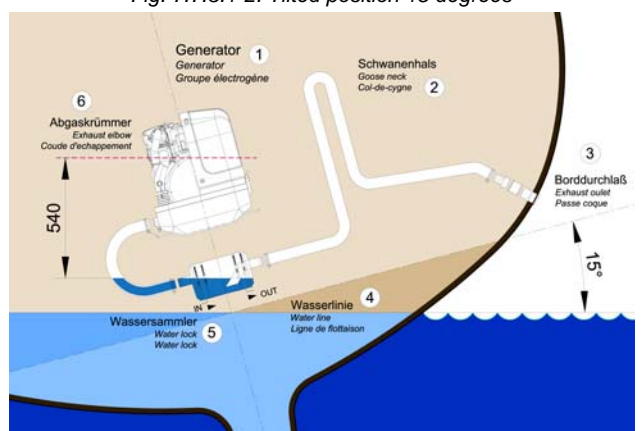 Fig. Tilted position 15 degrees
Generator 1
Generator
Groupe électrogène
Schwanenhals
Goose neck 2
Col-de-cygne
6
Abgaskrümmer
Exhaust elbow
Coude d'echappement
3
Borddurchlaß
Exhaust oulet
Passe coque
540
15°
IN
OUT
Wasserlinie 4
Water line
Ligne de flottaison
Wassersammler 5
Water lock
Water lock